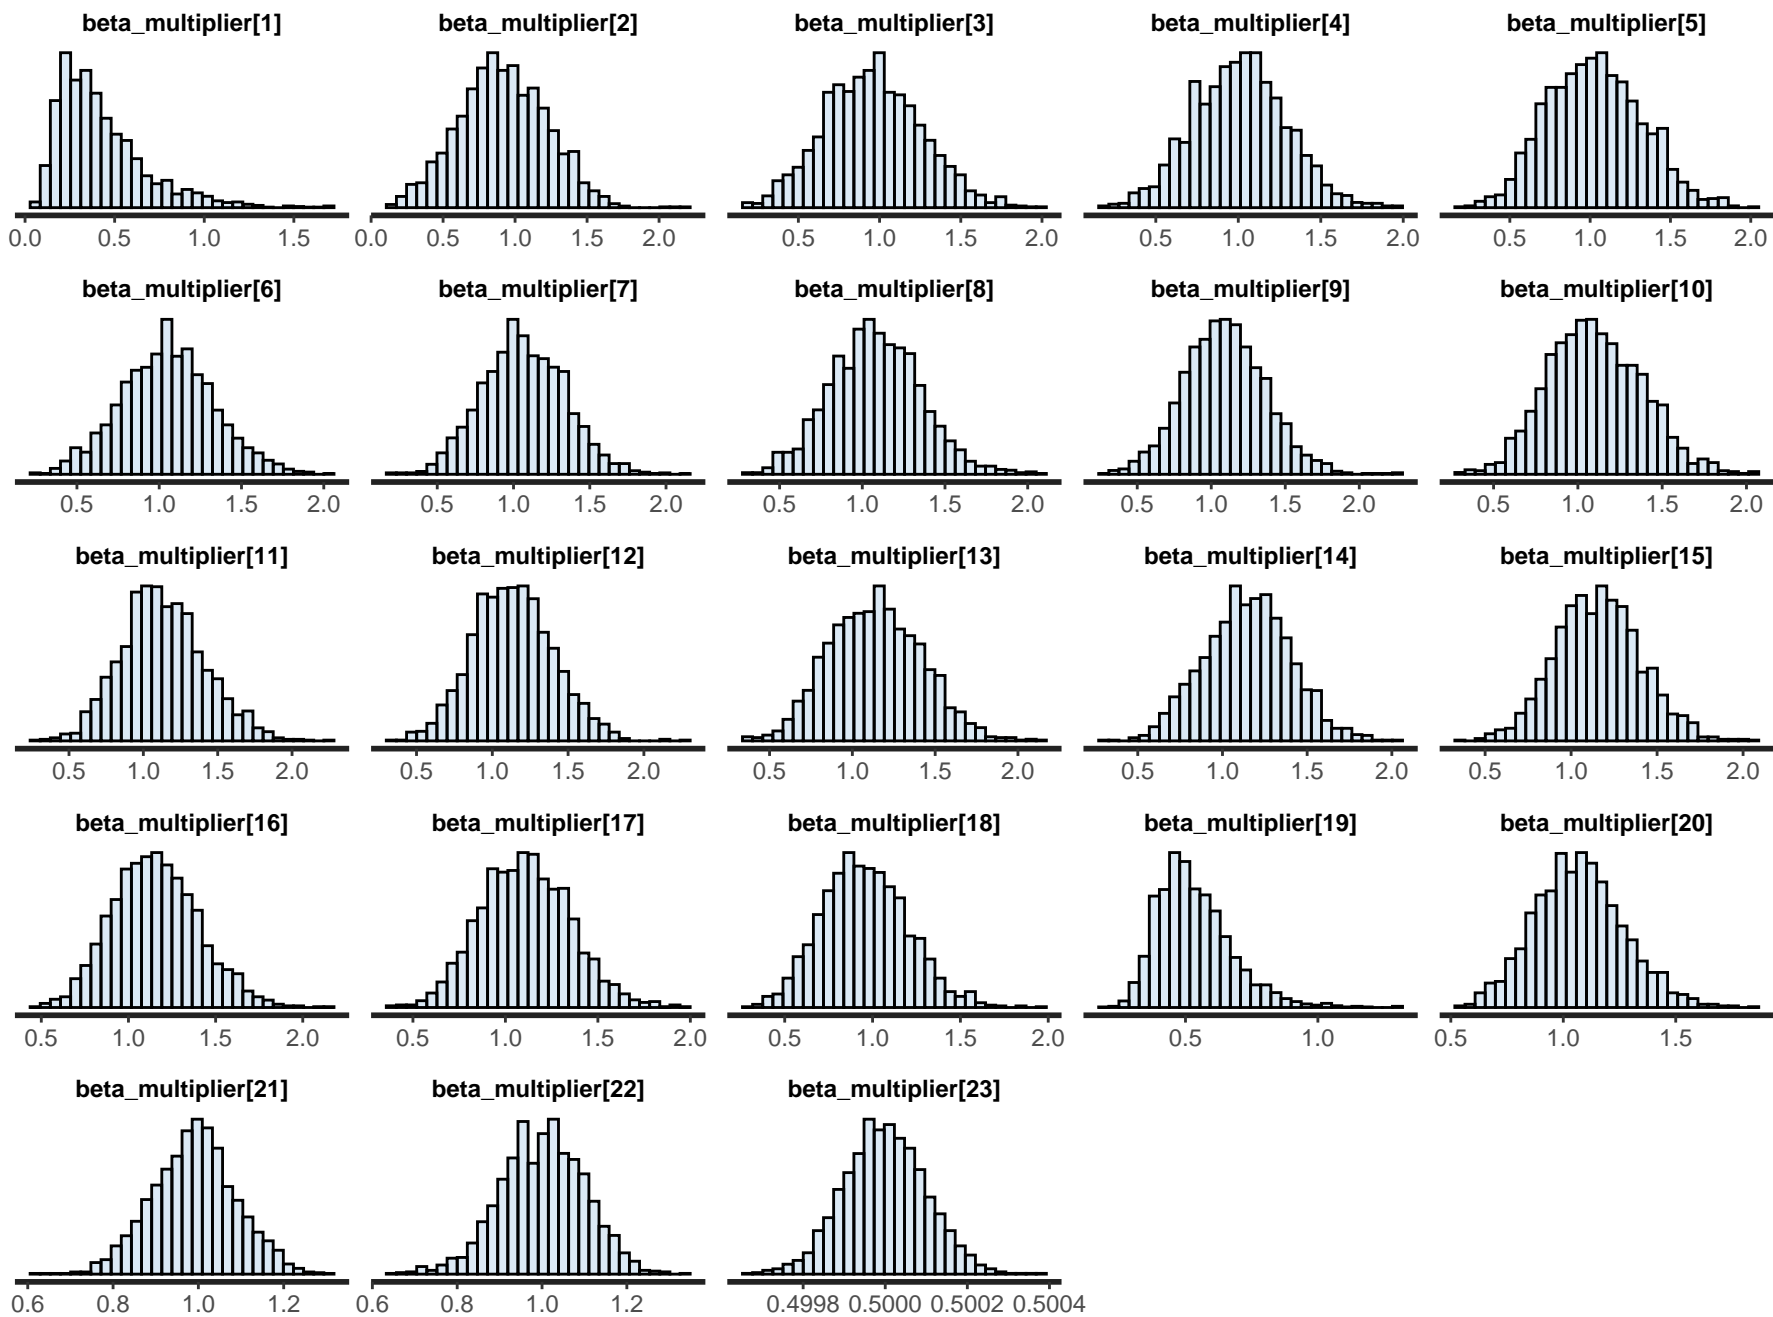 beta_multiplier[1] beta_multiplier[2] beta_multiplier[3] beta_multiplier[4] beta_multiplier[5]
0.0 0.5 1.0 1.5 0.0 0.5 1.0 1.5 2.0 0.5 1.0 1.5 2.0 0.5 1.0 1.5 2.0 0.5 1.0 1.5 2.0
beta_multiplier[6] beta_multiplier[7] beta_multiplier[8] beta_multiplier[9] beta_multiplier[10]
0.5 1.0 1.5 2.0 0.5 1.0 1.5 2.0 0.5 1.0 1.5 2.0 0.5 1.0 1.5 2.0 0.5 1.0 1.5 2.0
beta_multiplier[11] beta_multiplier[12] beta_multiplier[13] beta_multiplier[14] beta_multiplier[15]
0.5 1.0 1.5 2.0 0.5 1.0 1.5 2.0 0.5 1.0 1.5 2.0 0.5 1.0 1.5 2.0 0.5 1.0 1.5 2.0
beta_multiplier[16] beta_multiplier[17] beta_multiplier[18] beta_multiplier[19] beta_multiplier[20]
0.5 1.0 1.5 2.0 0.5 1.0 1.5 2.0 0.5 1.0 1.5 2.0 0.5 1.0 0.5 1.0 1.5
beta_multiplier[21] beta_multiplier[22] beta_multiplier[23]
0.6 0.8 1.0 1.2 0.6 0.8 1.0 1.2 0.4998 0.5000 0.5002 0.5004